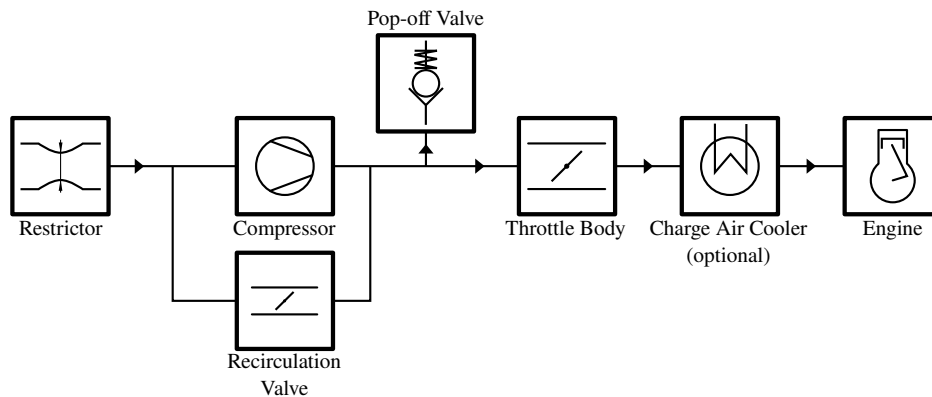 Pop-off Valve
Restrictor
Compressor
Throttle Body
Charge Air Cooler
(optional)
Engine
Recirculation
Valve